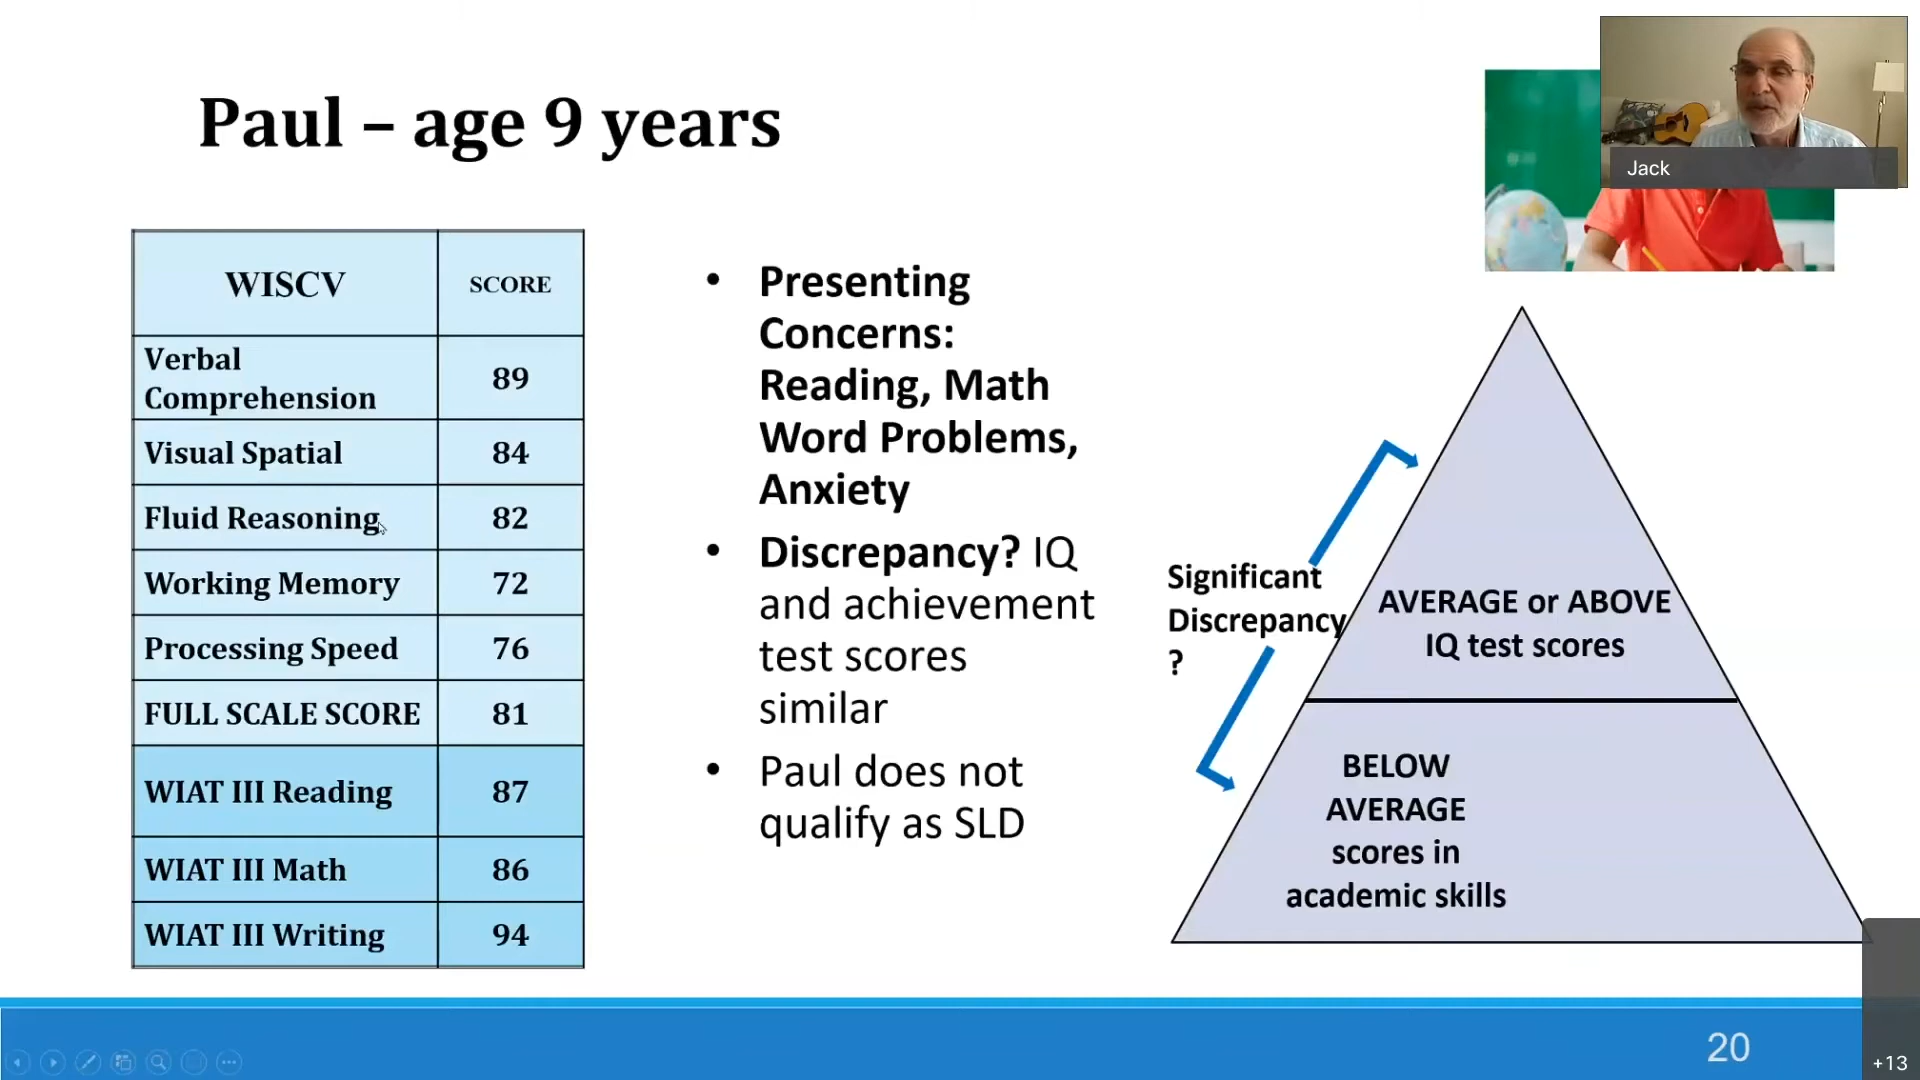 Paul – age 9 years
Jack
WISCV SCORE
Verbal
Comprehension 89
Visual Spatial 84
Fluid Reasoning 82
Working Memory 72
Processing Speed 76
FULL SCALE SCORE 81
WIAT III Reading 87
WIAT III Math 86
WIAT III Writing 94
• Presenting
Concerns:
Reading, Math
Word Problems,
Anxiety
• Discrepancy? IQ
and achievement
test scores
similar
• Paul does not
qualify as SLD
Significant
Discrepancy
?
AVERAGE or ABOVE
IQ test scores
BELOW
AVERAGE
scores in
academic skills
20
+13